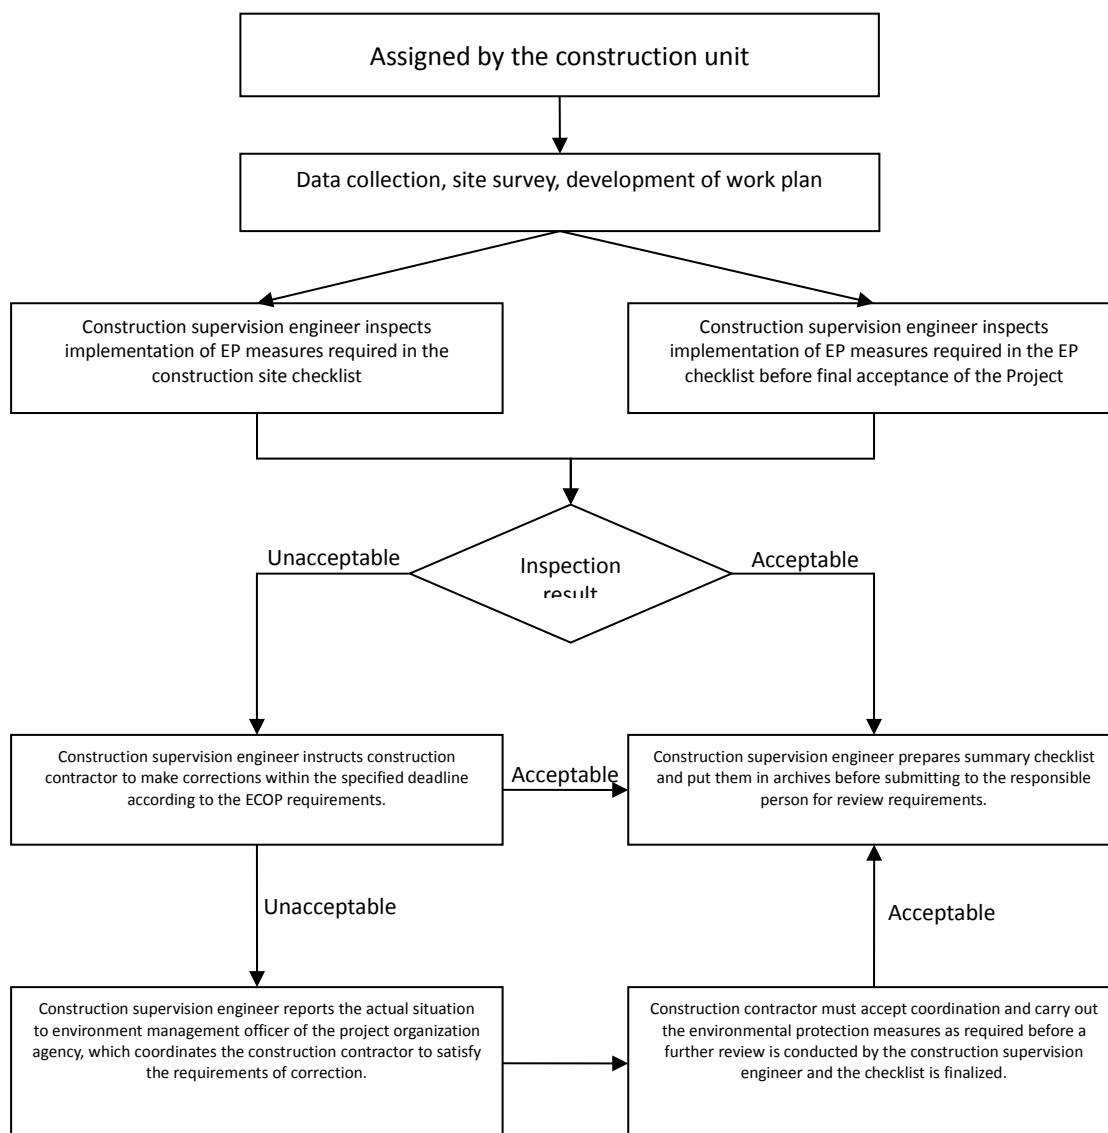 Assigned by the construction unit
Data collection, site survey, development of work plan
Construction supervision engineer inspects
implementation of EP measures required in the
construction site checklist
Construction supervision engineer inspects
implementation of EP measures required in the EP
checklist before final acceptance of the Project
Unacceptable
Inspection
result
Acceptable
Construction supervision engineer instructs construction
contractor to make corrections within the specified deadline
according to the ECOP requirements.
Acceptable
Construction supervision engineer prepares summary checklist
and put them in archives before submitting to the responsible
person for review requirements.
Unacceptable
Acceptable
Construction supervision engineer reports the actual situation
to environment management officer of the project organization
agency, which coordinates the construction contractor to satisfy
the requirements of correction.
Construction contractor must accept coordination and carry out
the environmental protection measures as required before a
further review is conducted by the construction supervision
engineer and the checklist is finalized.